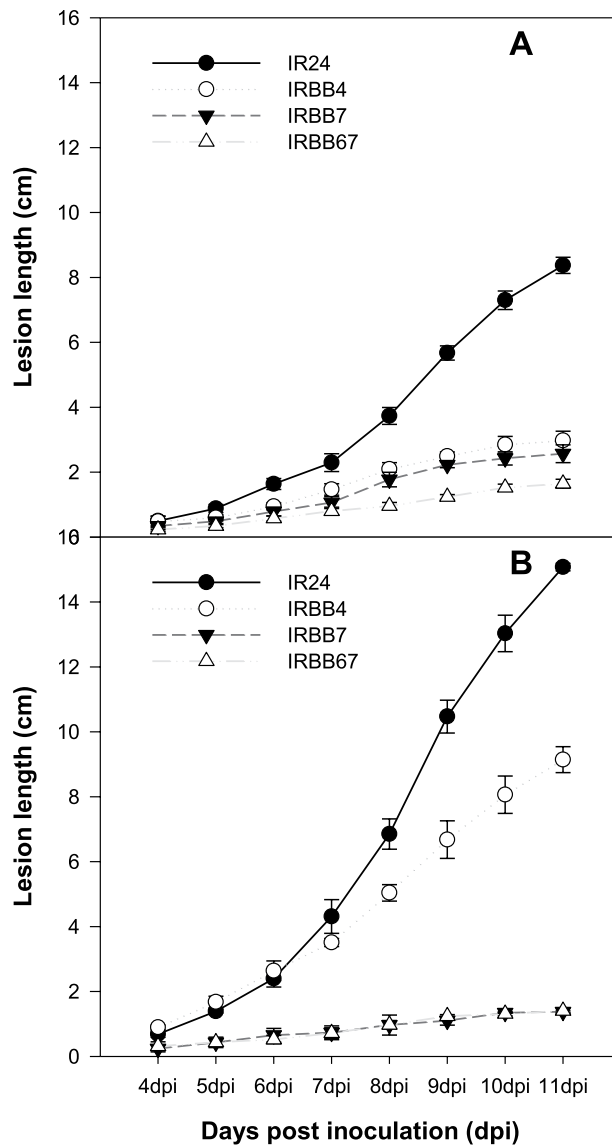 A
IR24
IRBB4
IRBB7
IRBB67
Lesion length (cm)
16
14
12
10
8
6
4
2
B
IR24
IRBB4
IRBB7
IRBB67
Lesion length (cm)
14
12
10
8
6
4
2
0
4dpi 5dpi 6dpi 7dpi 8dpi 9dpi 10dpi 11dpi
Days post inoculation (dpi)